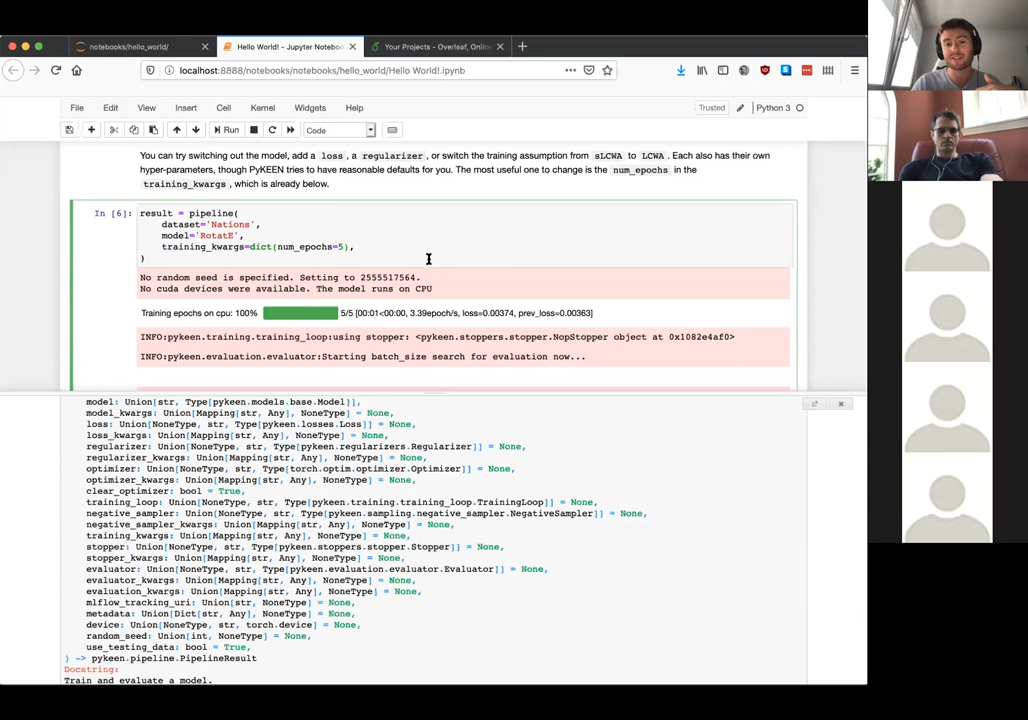 notebooks/hello_world/
Hello World! - Jupyter Noteboo
Your Projects - Overleaf, Onlin
localhost:8888/notebooks/notebooks/hello_world/Hello World!.ipynb
File Edit View Insert Cell Kernel Widgets Help
Trusted
Python 3
Run
Code
You can try switching out the model, add a loss, a regularizer, or switch the training assumption from sLCWA to LCWA. Each also has their own
hyper-parameters, though PyKEEN tries to have reasonable defaults for you. The most useful one to change is the num_epochs in the
training_kwargs, which is already below.
In [6]: result = pipeline(
dataset='Nations',
model='RotatE',
training_kwargs=dict(num_epochs=5),
)
No random seed is specified. Setting to 2555517564.
No cuda devices were available. The model runs on CPU
Training epochs on cpu: 100% 5/5 [00:01<00:00, 3.39epoch/s, loss=0.00374, prev_loss=0.00363]
INFO:pykeen.training.training_loop:using stopper: <pykeen.stoppers.stopper.NopStopper object at 0x1082e4af0>
INFO:pykeen.evaluation.evaluator:Starting batch_size search for evaluation now...
model: Union[str, Type[pykeen.models.base.Model]],
model_kwargs: Union[Mapping[str, Any], NoneType] = None,
loss: Union[NoneType, str, Type[pykeen.losses.Loss]] = None,
loss_kwargs: Union[Mapping[str, Any], NoneType] = None,
regularizer: Union[NoneType, str, Type[pykeen.regularizers.Regularizer]] = None,
regularizer_kwargs: Union[Mapping[str, Any], NoneType] = None,
optimizer: Union[NoneType, str, Type[torch.optim.optimizer.Optimizer]] = None,
optimizer_kwargs: Union[Mapping[str, Any], NoneType] = None,
clear_optimizer: bool = True,
training_loop: Union[NoneType, str, Type[pykeen.training.training_loop.TrainingLoop]] = None,
negative_sampler: Union[NoneType, str, Type[pykeen.sampling.negative_sampler.NegativeSampler]] = None,
negative_sampler_kwargs: Union[Mapping[str, Any], NoneType] = None,
training_kwargs: Union[Mapping[str, Any], NoneType] = None,
stopper: Union[NoneType, str, Type[pykeen.stoppers.stopper.Stopper]] = None,
stopper_kwargs: Union[Mapping[str, Any], NoneType] = None,
evaluator: Union[NoneType, str, Type[pykeen.evaluation.evaluator.Evaluator]] = None,
evaluator_kwargs: Union[Mapping[str, Any], NoneType] = None,
evaluation_kwargs: Union[Mapping[str, Any], NoneType] = None,
mlflow_tracking_uri: Union[str, NoneType] = None,
metadata: Union[Dict[str, Any], NoneType] = None,
device: Union[NoneType, str, torch.device] = None,
random_seed: Union[int, NoneType] = None,
use_testing_data: bool = True,
) -> pykeen.pipeline.PipelineResult
Docstring:
Train and evaluate a model.